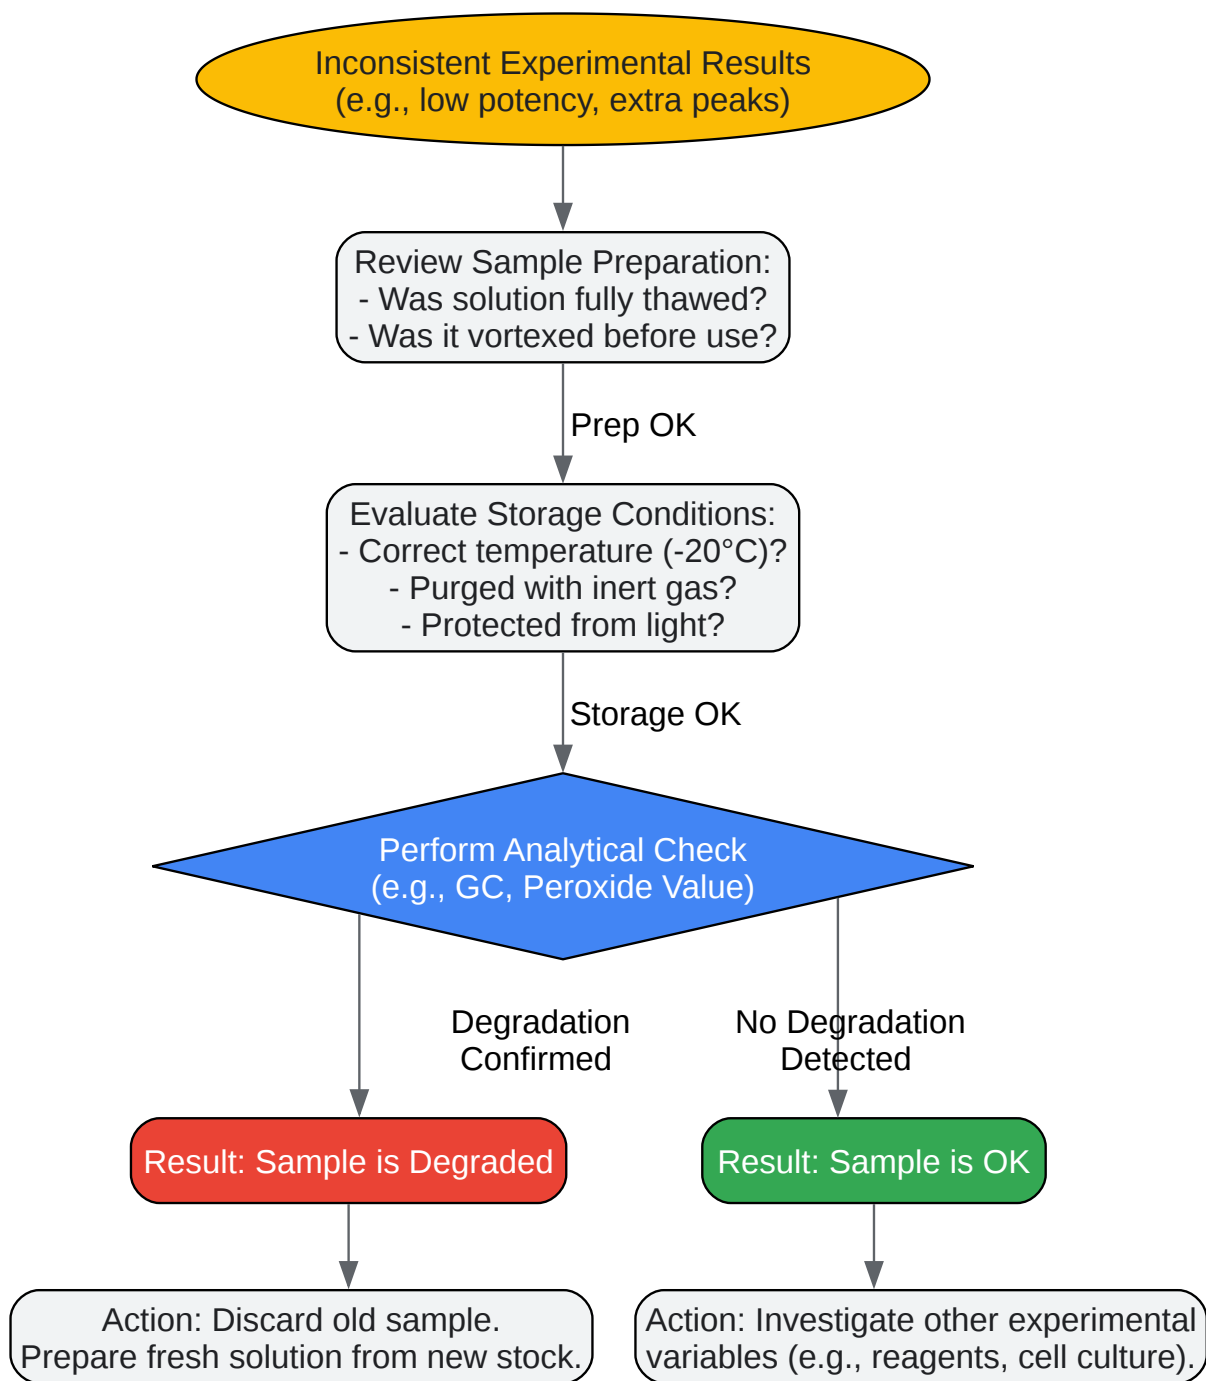 Inconsistent Experimental Results
(e.g., low potency, extra peaks)
Review Sample Preparation:
- Was solution fully thawed?
- Was it vortexed before use?
Prep OK
Evaluate Storage Conditions:
- Correct temperature (-20°C)?
- Purged with inert gas?
- Protected from light?
Storage OK
Perform Analytical Check
(e.g., GC, Peroxide Value)
Degradation
Confirmed
No Degradation
Detected
Result: Sample is Degraded
Result: Sample is OK
Action: Discard old sample.
Prepare fresh solution from new stock.
Action: Investigate other experimental
variables (e.g., reagents, cell culture).